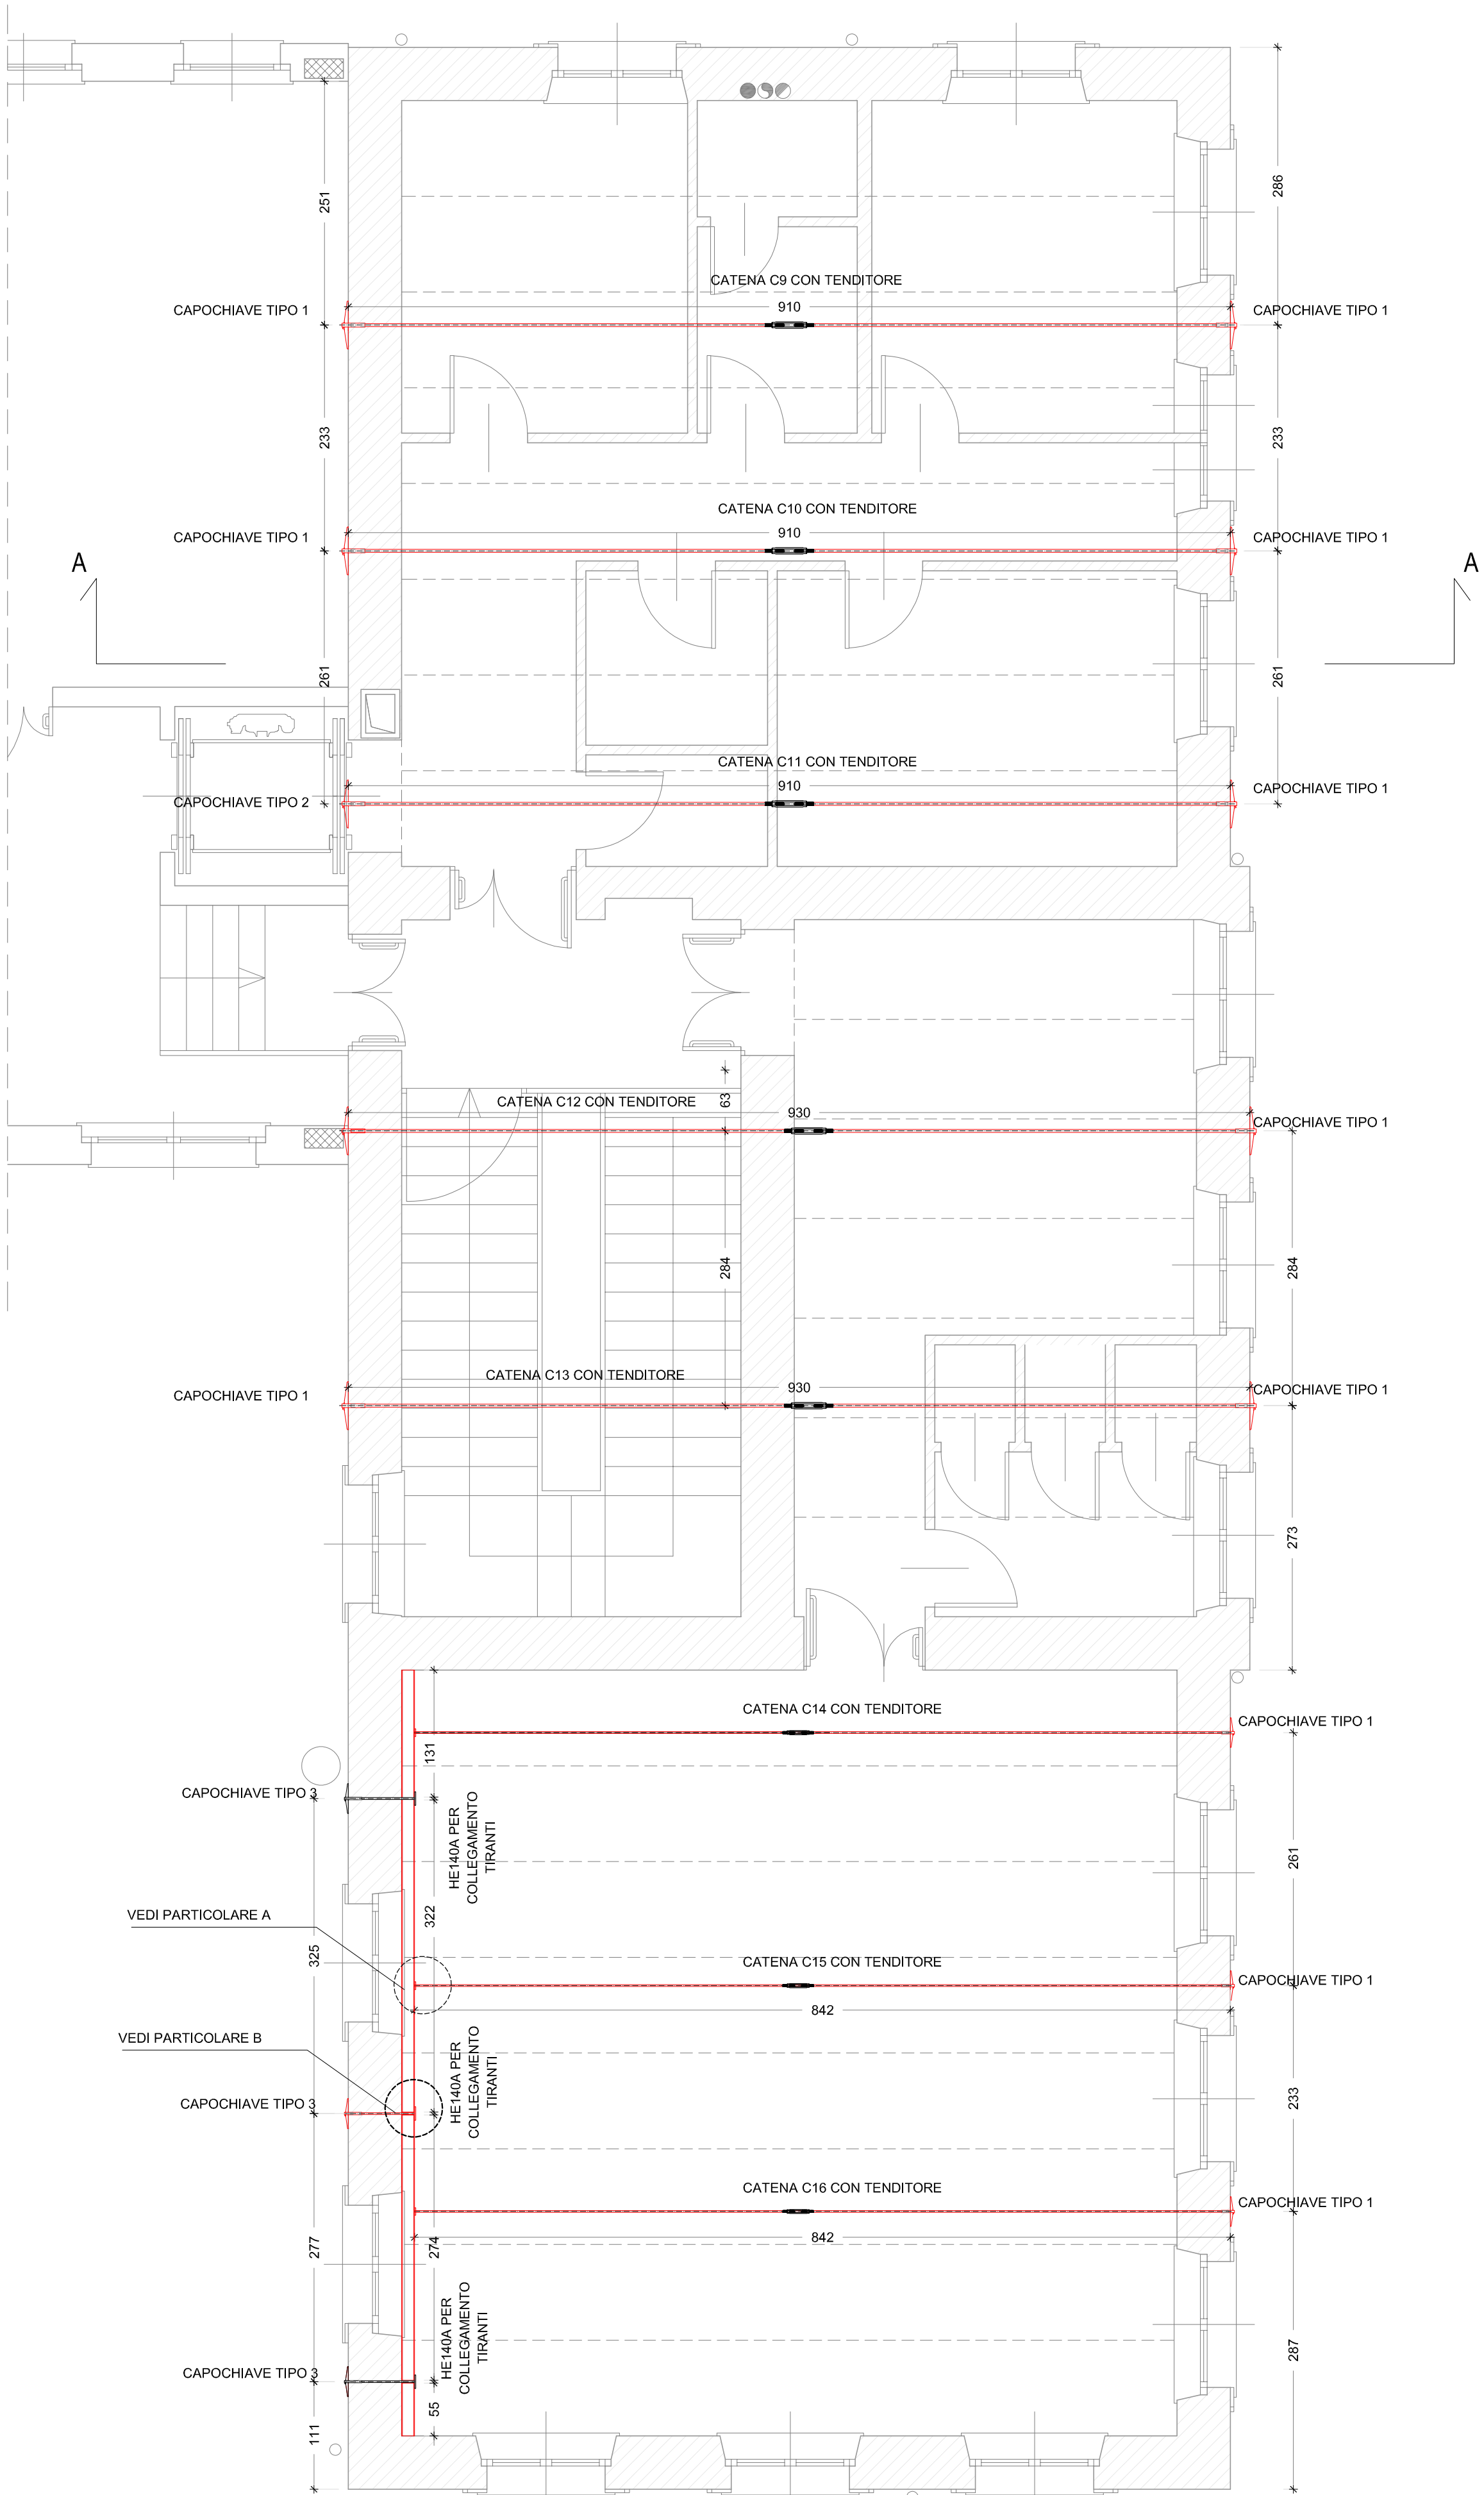 251
286
CATENA C9 CON TENDITORE
CAPOCHIAVE TIPO 1
910
CAPOCHIAVE TIPO 1
233
233
CATENA C10 CON TENDITORE
CAPOCHIAVE TIPO 1
910
CAPOCHIAVE TIPO 1
A
A
261
261
CATENA C11 CON TENDITORE
CAPOCHIAVE TIPO 2
910
CAPOCHIAVE TIPO 1
63
CATENA C12 CON TENDITORE
930
CAPOCHIAVE TIPO 1
284
284
CATENA C13 CON TENDITORE
CAPOCHIAVE TIPO 1
930
CAPOCHIAVE TIPO 1
273
CATENA C14 CON TENDITORE
CAPOCHIAVE TIPO 1
131
CAPOCHIAVE TIPO 3
HE140A PER
COLLEGAMENTO
TIRANTI
261
322
VEDI PARTICOLARE A
325
CATENA C15 CON TENDITORE
CAPOCHIAVE TIPO 1
842
VEDI PARTICOLARE B
HE140A PER
COLLEGAMENTO
TIRANTI
CAPOCHIAVE TIPO 3
233
CATENA C16 CON TENDITORE
CAPOCHIAVE TIPO 1
842
277
274
HE140A PER
COLLEGAMENTO
TIRANTI
287
CAPOCHIAVE TIPO 3
55
111